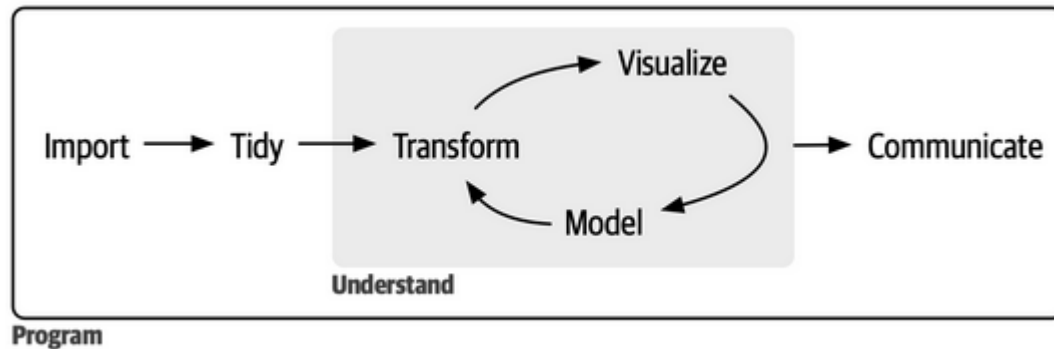 Visualize
Import
Tidy
Transform
Communicate
Model
Understand
Program